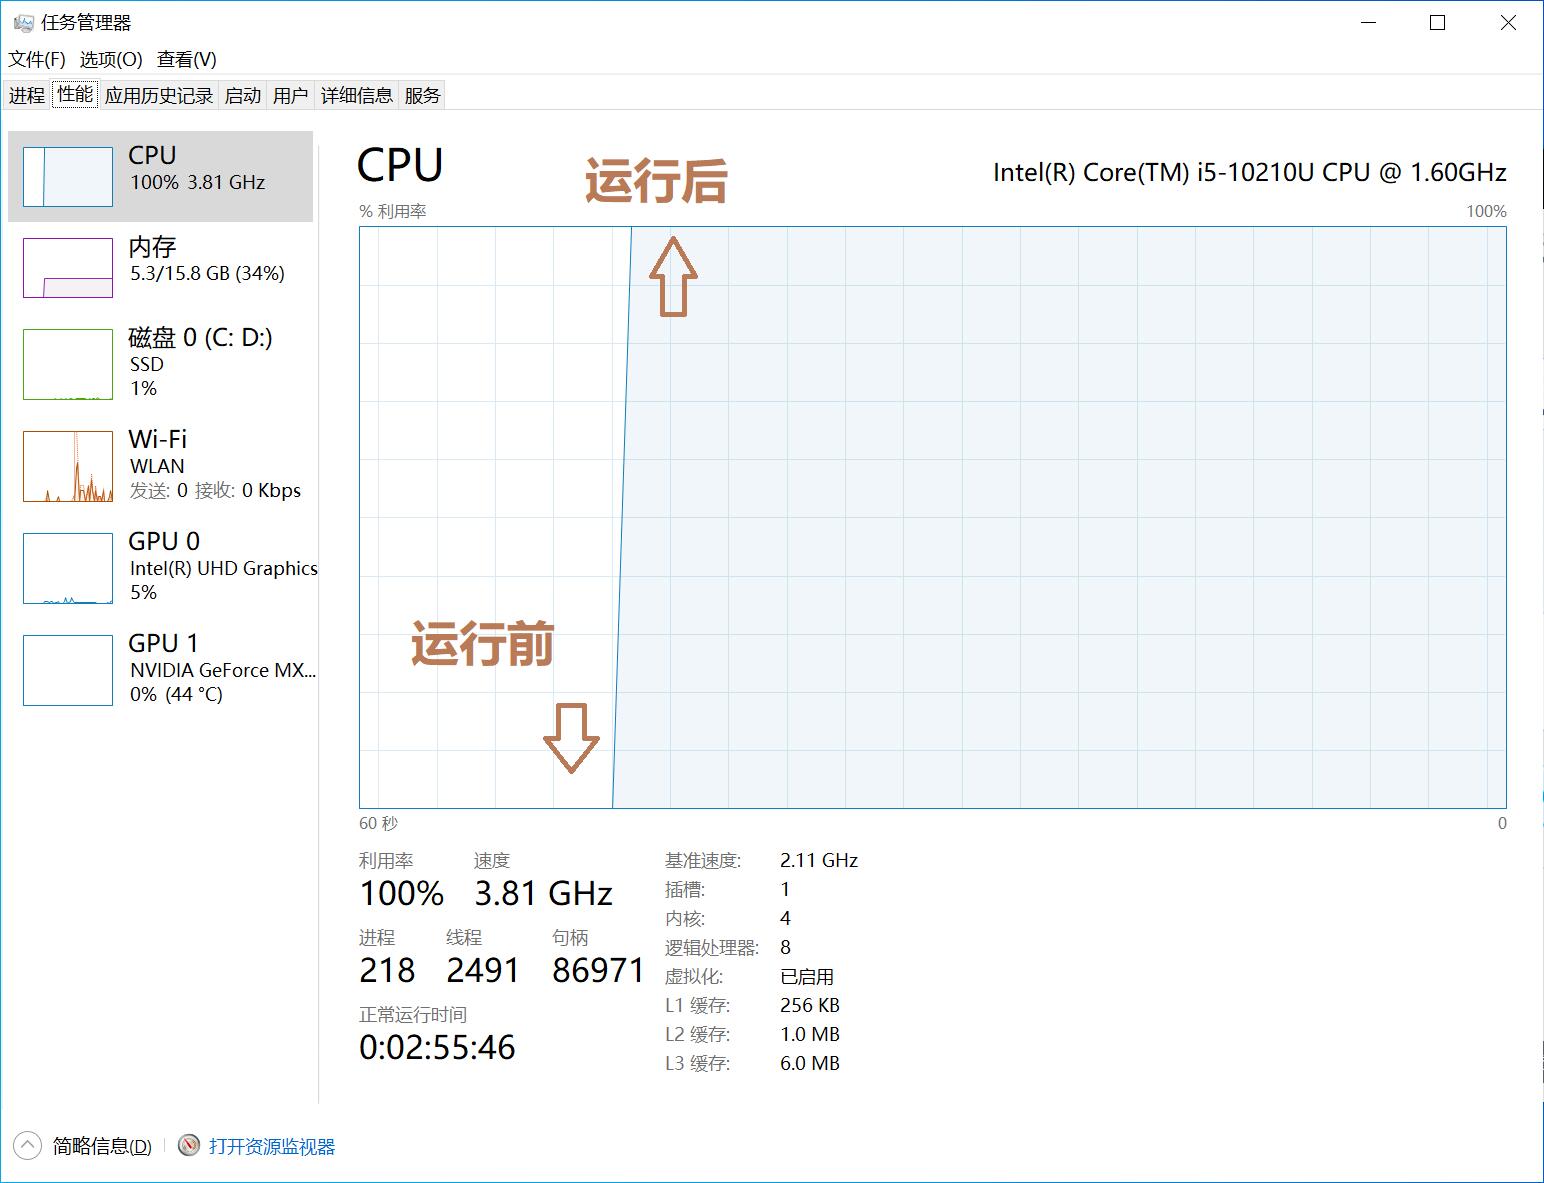 任务管理器
文件(F) 选项(O) 查看(V)
进程 性能 应用历史记录 启动 用户 详细信息 服务
CPU
100% 3.81 GHz
内存
5.3/15.8 GB (34%)
磁盘 0 (C: D:)
SSD
1%
Wi-Fi
WLAN
发送: 0 接收: 0 Kbps
GPU 0
Intel(R) UHD Graphics
5%
GPU 1
NVIDIA GeForce MX...
0% (44 °C)
CPU
运行后
Intel(R) Core(TM) i5-10210U CPU @ 1.60GHz
% 利用率
100%
运行前
60 秒
0
利用率 速度
100% 3.81 GHz
进程 线程 句柄
218 2491 86971
正常运行时间
0:02:55:46
基准速度: 2.11 GHz
插槽: 1
内核: 4
逻辑处理器: 8
虚拟化: 已启用
L1 缓存: 256 KB
L2 缓存: 1.0 MB
L3 缓存: 6.0 MB
简略信息(D) 打开资源监视器